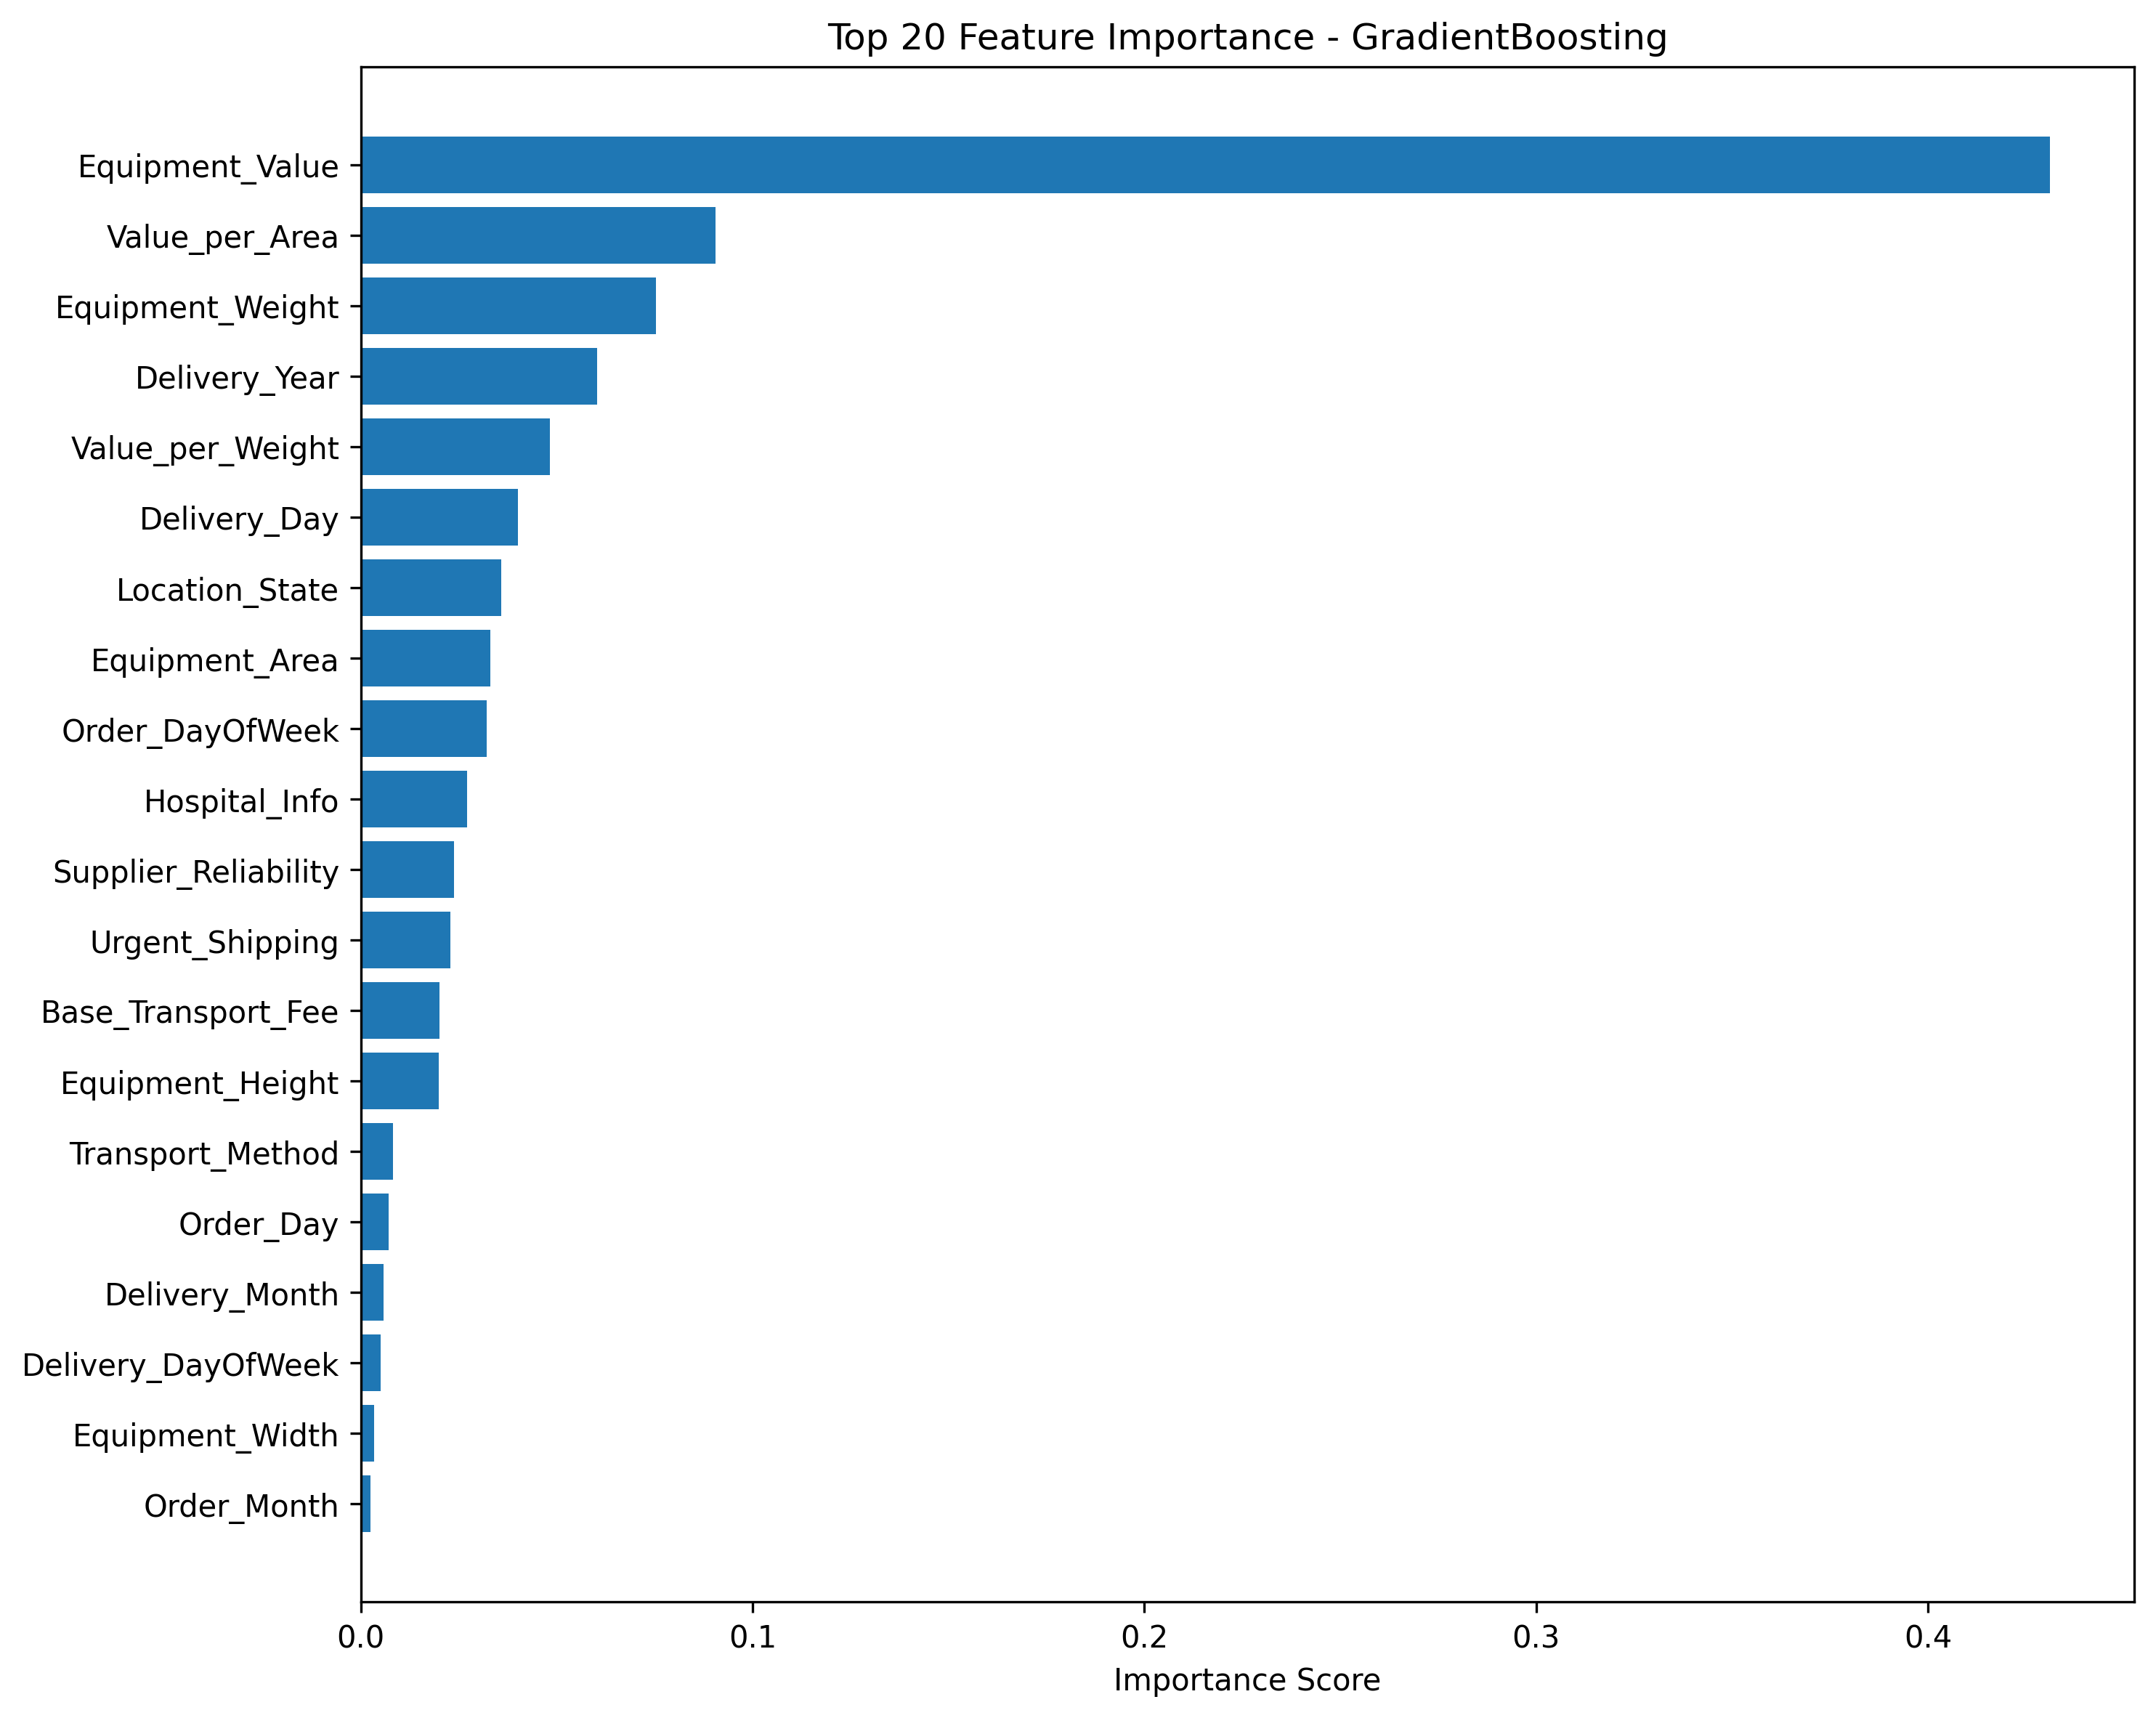 Top 20 Feature Importance - GradientBoosting
Equipment_Value
Value_per_Area
Equipment_Weight
Delivery_Year
Value_per_Weight
Delivery_Day
Location_State
Equipment_Area
Order_DayOfWeek
Hospital_Info
Supplier_Reliability
Urgent_Shipping
Base_Transport_Fee
Equipment_Height
Transport_Method
Order_Day
Delivery_Month
Delivery_DayOfWeek
Equipment_Width
Order_Month
0.0 0.1 0.2 0.3 0.4
Importance Score